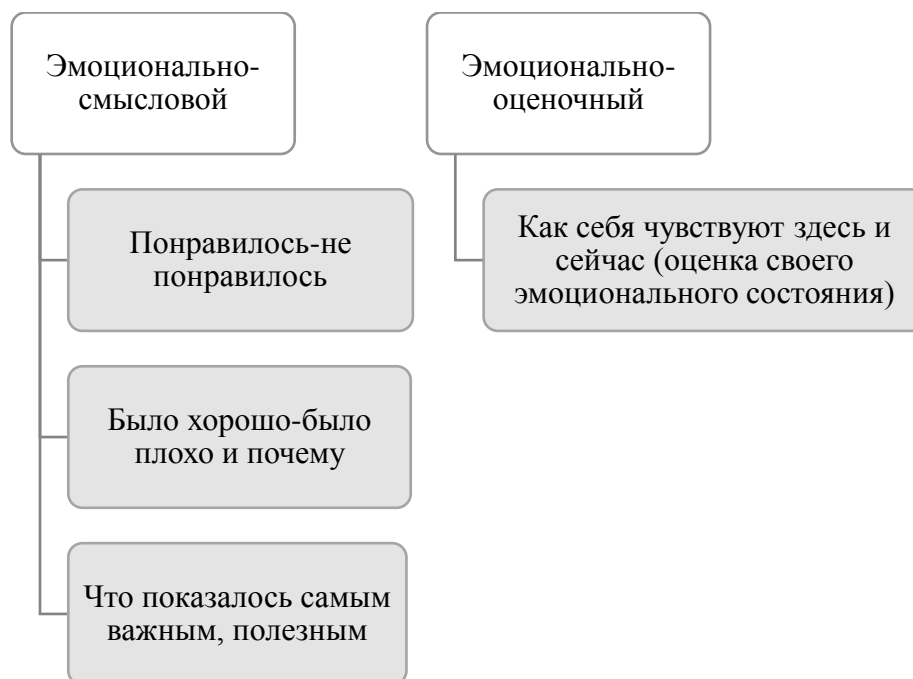 Эмоционально-
смысловой
Понравилось-не
понравилось
Было хорошо-было
плохо и почему
Что показалось самым
важным, полезным
Эмоционально-
оценочный
Как себя чувствуют здесь и
сейчас (оценка своего
эмоционального состояния)